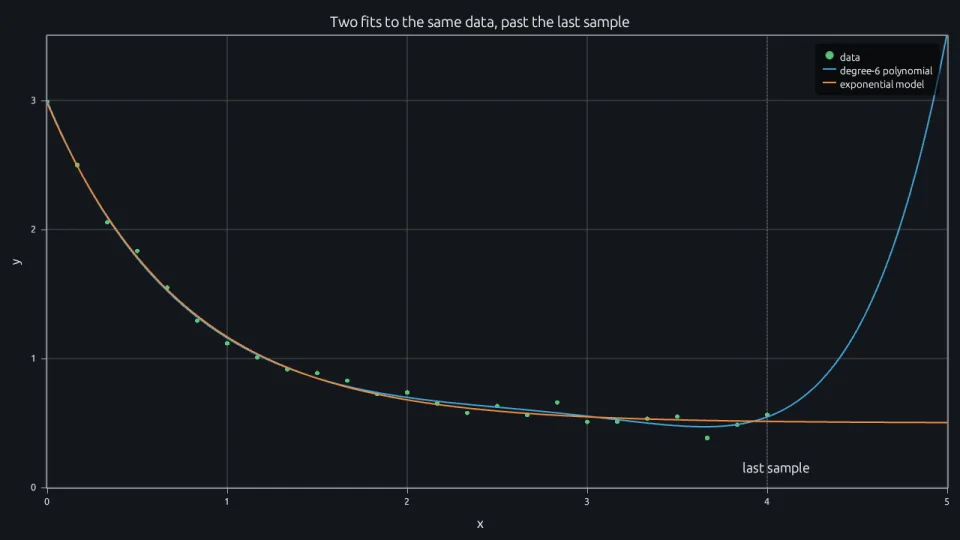 Two fits to the same data, past the last sample
data
degree-6 polynomial
exponential model
3
2
1
0
y
last sample
0 1 2 3 4 5
x